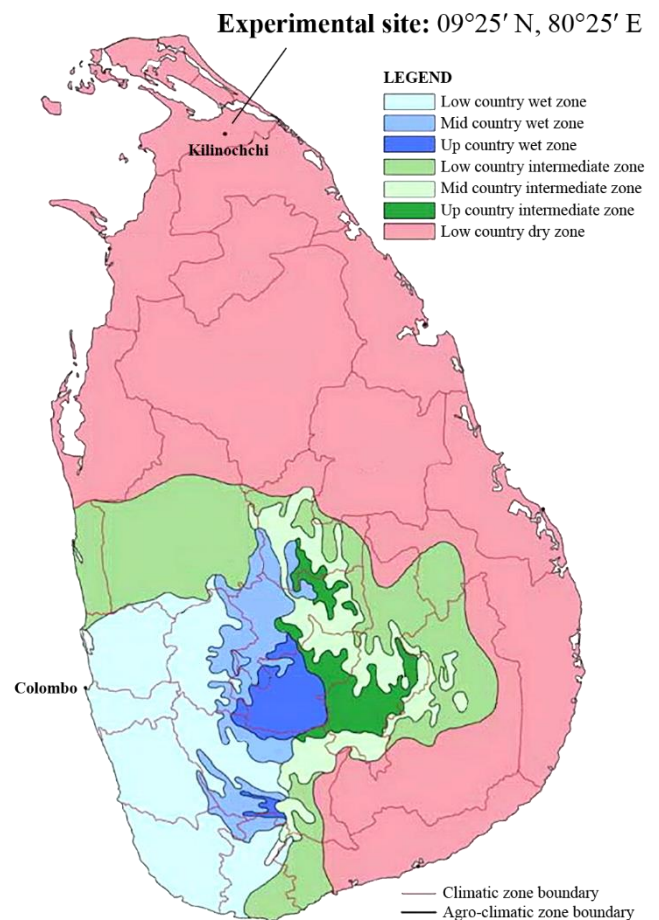 Experimental site: 09°25′ N, 80°25′ E
LEGEND
Low country wet zone
Mid country wet zone
Up country wet zone
Low country intermediate zone
Mid country intermediate zone
Up country intermediate zone
Low country dry zone
Kilinochchi
Colombo
Climatic zone boundary
Agro-climatic zone boundary